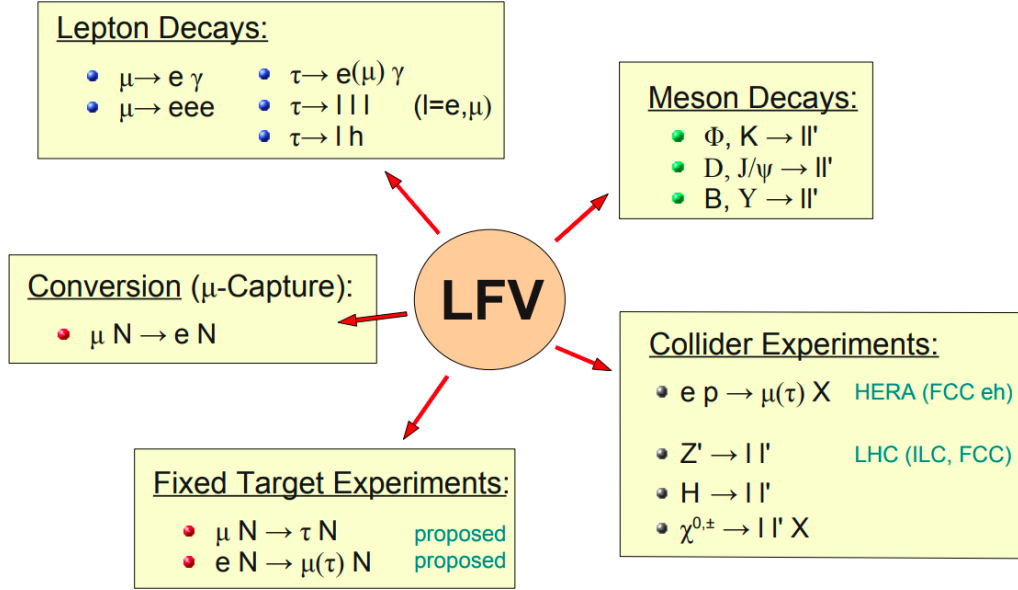 Lepton Decays:
μ→ e γ
μ→ eee
τ→ e(μ) γ
τ→ l l l (l=e,μ)
τ→ l h
Meson Decays:
Φ, K → ll'
D, J/ψ → ll'
B, Υ → ll'
LFV
Conversion (μ-Capture):
μ N → e N
Collider Experiments:
e p → μ(τ) X HERA (FCC eh)
Z' → l l' LHC (ILC, FCC)
H → l l'
χ⁰,± → l l' X
Fixed Target Experiments:
μ N → τ N proposed
e N → μ(τ) N proposed